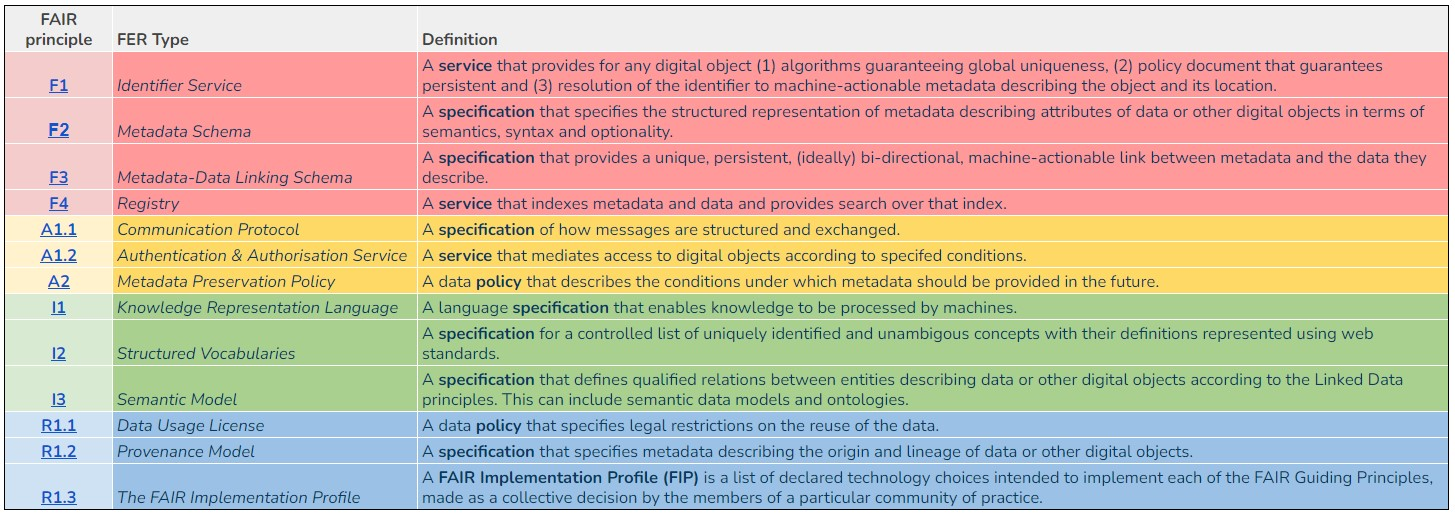 FAIR
principle FER Type Definition
F1 Identifier Service A service that provides for any digital object (1) algorithms guaranteeing global uniqueness, (2) policy document that guarantees
persistent and (3) resolution of the identifier to machine-actionable metadata describing the object and its location.
F2 Metadata Schema A specification that specifies the structured representation of metadata describing attributes of data or other digital objects in terms of
semantics, syntax and optionality.
F3 Metadata-Data Linking Schema A specification that provides a unique, persistent, (ideally) bi-directional, machine-actionable link between metadata and the data they
describe.
F4 Registry A service that indexes metadata and data and provides search over that index.
A1.1 Communication Protocol A specification of how messages are structured and exchanged.
A1.2 Authentication & Authorisation Service A service that mediates access to digital objects according to specifed conditions.
A2 Metadata Preservation Policy A data policy that describes the conditions under which metadata should be provided in the future.
I1 Knowledge Representation Language A language specification that enables knowledge to be processed by machines.
I2 Structured Vocabularies A specification for a controlled list of uniquely identified and unambigous concepts with their definitions represented using web
standards.
I3 Semantic Model A specification that defines qualified relations between entities describing data or other digital objects according to the Linked Data
principles. This can include semantic data models and ontologies.
R1.1 Data Usage License A data policy that specifies legal restrictions on the reuse of the data.
R1.2 Provenance Model A specification that specifies metadata describing the origin and lineage of data or other digital objects.
R1.3 The FAIR Implementation Profile A FAIR Implementation Profile (FIP) is a list of declared technology choices intended to implement each of the FAIR Guiding Principles,
made as a collective decision by the members of a particular community of practice.